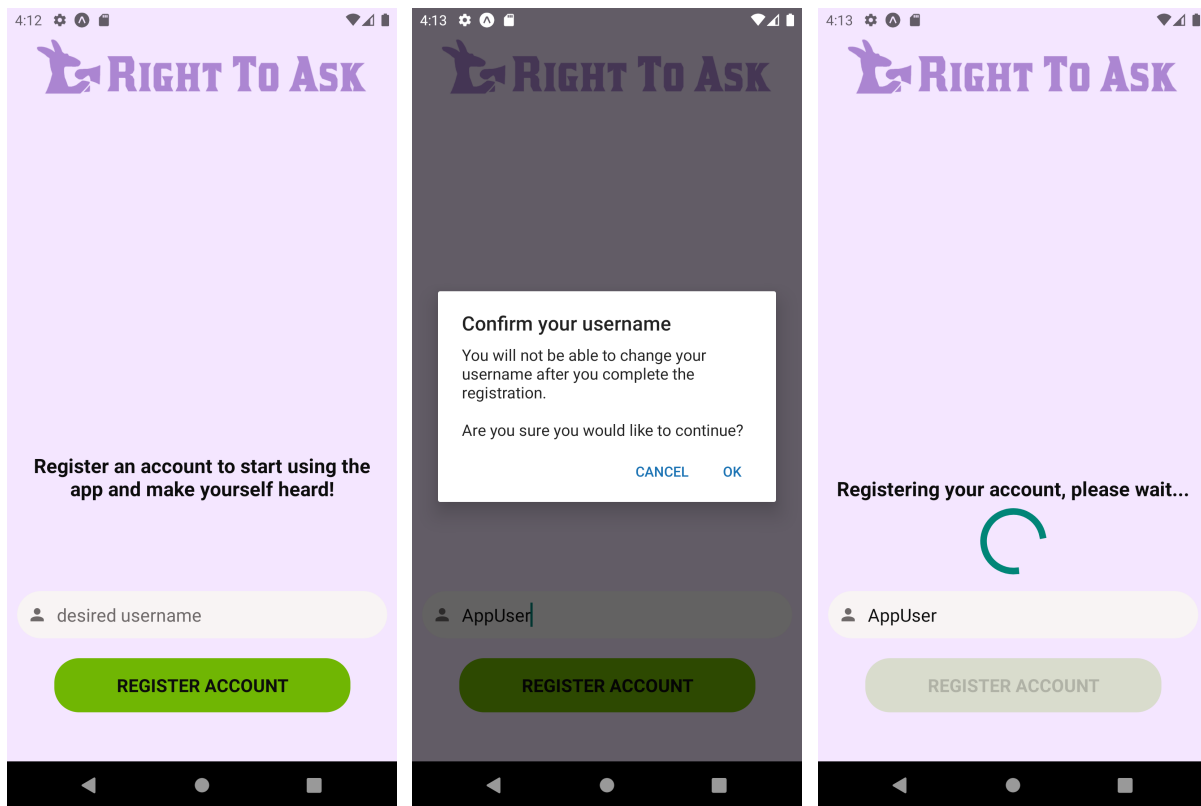 4:12
RIGHT TO ASK
Register an account to start using the
app and make yourself heard!
desired username
REGISTER ACCOUNT
4:13
RIGHT TO ASK
Confirm your username
You will not be able to change your
username after you complete the
registration.
Are you sure you would like to continue?
CANCEL OK
AppUser
REGISTER ACCOUNT
4:13
RIGHT TO ASK
Registering your account, please wait...
AppUser
REGISTER ACCOUNT